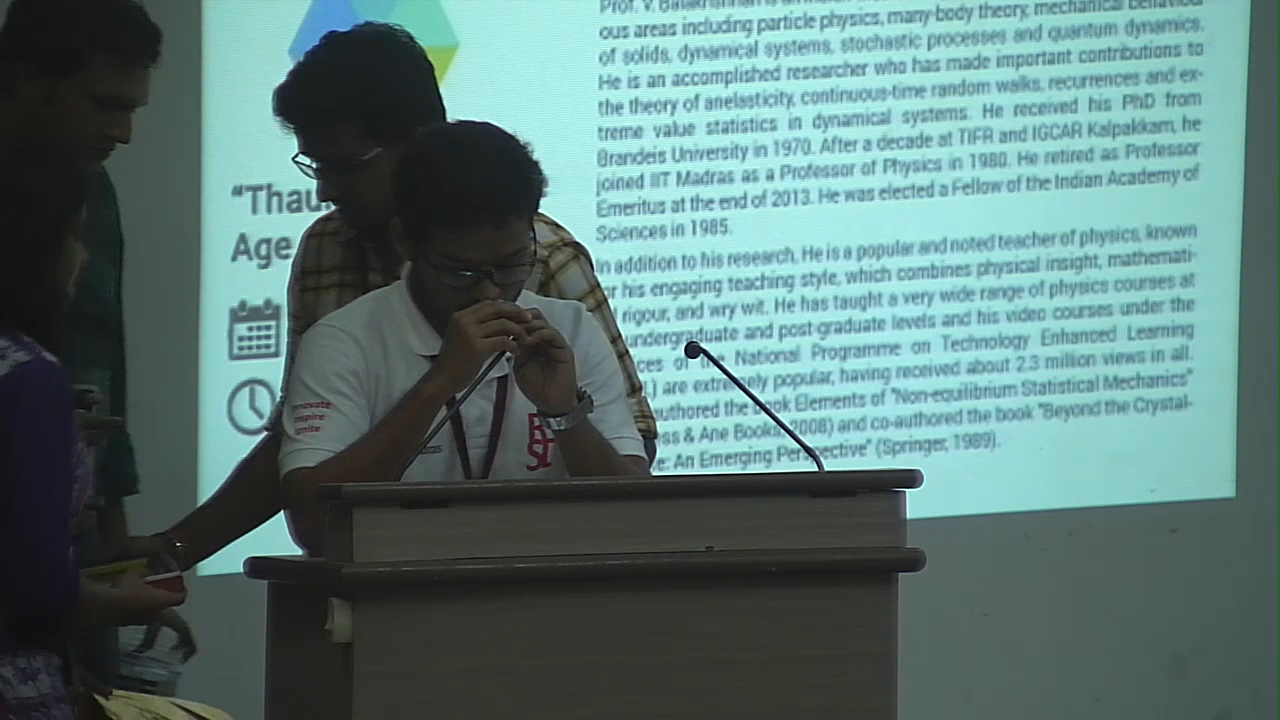 Prof. V. Balakrishnan is an Indian
ous areas including particle physics, many-body theory, mechanical behaviour
of solids, dynamical systems, stochastic processes and quantum dynamics.
He is an accomplished researcher who has made important contributions to
the theory of anelasticity, continuous-time random walks, recurrences and ex-
treme value statistics in dynamical systems. He received his PhD from
Brandeis University in 1970. After a decade at TIFR and IGCAR Kalpakkam, he
joined IIT Madras as a Professor of Physics in 1980. He retired as Professor
Emeritus at the end of 2013. He was elected a Fellow of the Indian Academy of
Sciences in 1985.
In addition to his research. He is a popular and noted teacher of physics, known
or his engaging teaching style, which combines physical insight, mathemati-
l rigour, and wry wit. He has taught a very wide range of physics courses at
undergraduate and post-graduate levels and his video courses under the
ces of National Programme on Technology Enhanced Learning
L) are extremely popular, having received about 2.3 million views in all.
authored the book Elements of "Non-equilibrium Statistical Mechanics"
ss & Ane Books, 2008) and co-authored the book "Beyond the Crystal-
e: An Emerging Perspective" (Springer, 1989).
"Thau
Age
Innovate
Inspire
Ignite